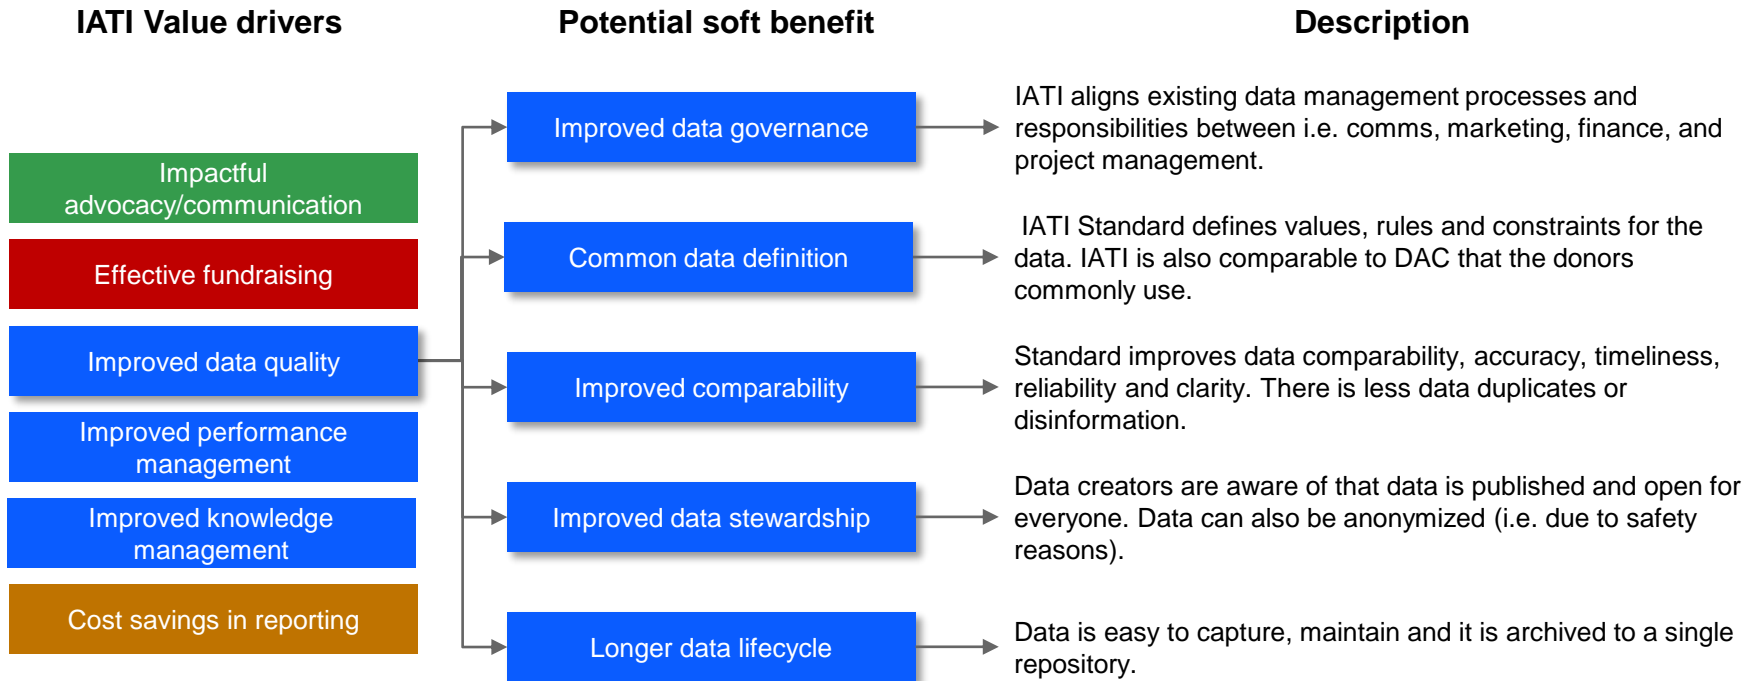 IATI Value drivers
Potential soft benefit
Description
Impactful
advocacy/communication
Effective fundraising
Improved data quality
Improved performance
management
Improved knowledge
management
Cost savings in reporting
Improved data governance
IATI aligns existing data management processes and
responsibilities between i.e. comms, marketing, finance, and
project management.
Common data definition
IATI Standard defines values, rules and constraints for the
data. IATI is also comparable to DAC that the donors
commonly use.
Improved comparability
Standard improves data comparability, accuracy, timeliness,
reliability and clarity. There is less data duplicates or
disinformation.
Improved data stewardship
Data creators are aware of that data is published and open for
everyone. Data can also be anonymized (i.e. due to safety
reasons).
Longer data lifecycle
Data is easy to capture, maintain and it is archived to a single
repository.